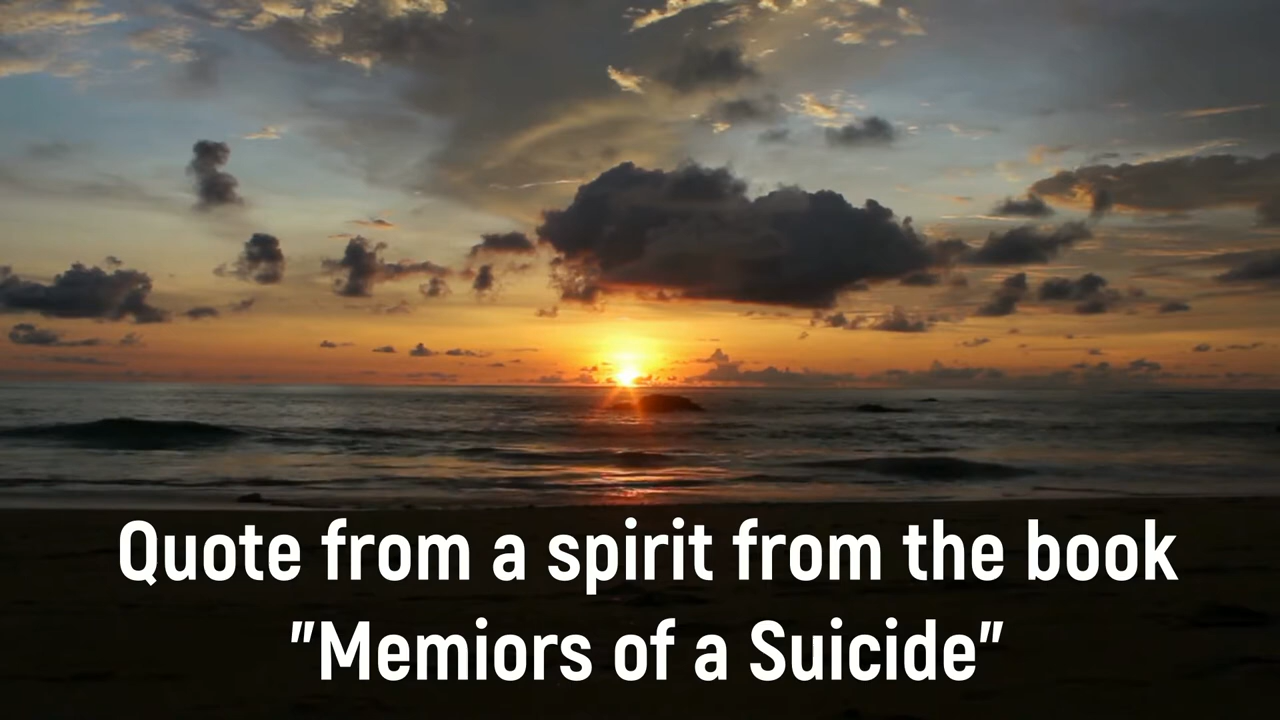 Quote from a spirit from the book
"Memiors of a Suicide"